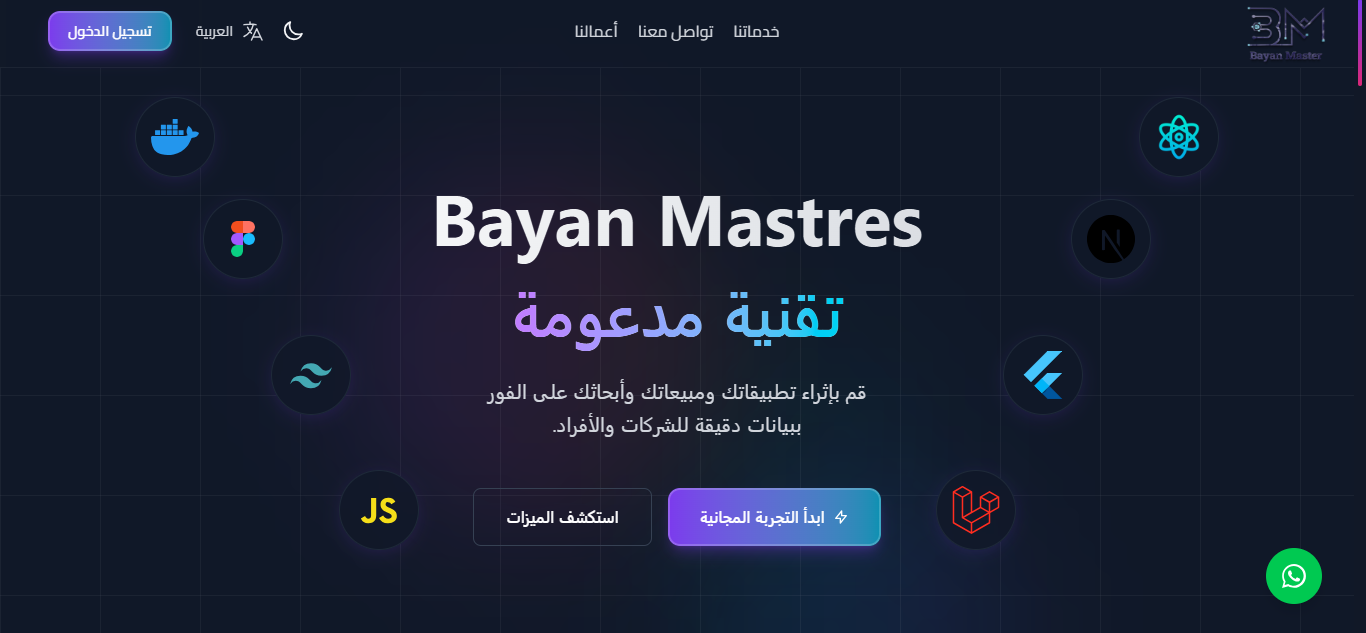 BM
Bayan Master
خدماتنا
تواصل معنا
أعمالنا
العربية
تسجيل الدخول
Bayan Mastres
تقنية مدعومة
قم بإثراء تطبيقاتك ومبيعاتك وأبحاثك على الفور
ببيانات دقيقة للشركات والأفراد.
ابدأ التجربة المجانية
استكشف الميزات
N
JS